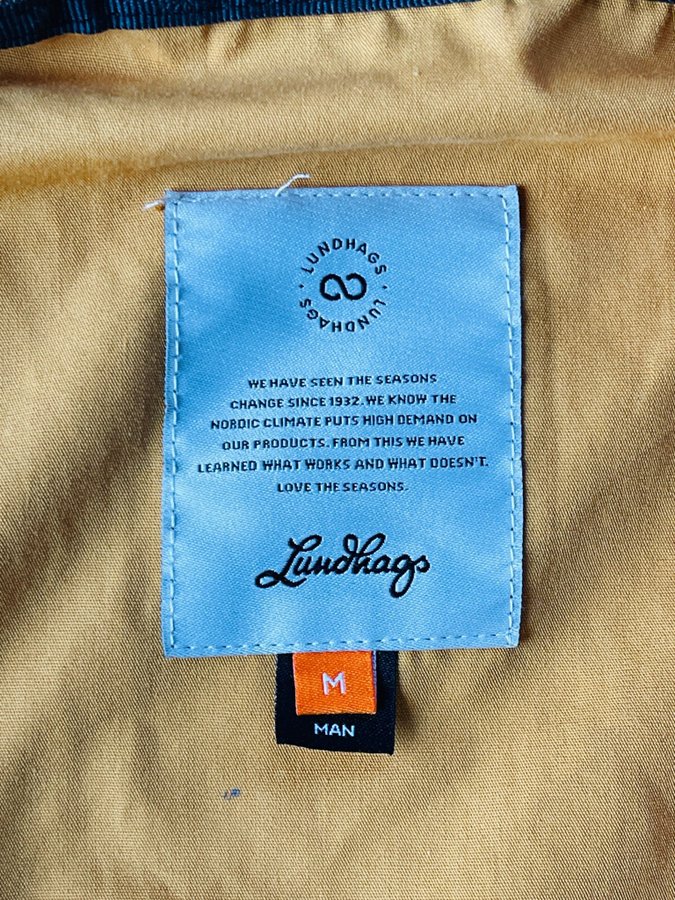 LUNDHAGS · LUNDHAGS ·
WE HAVE SEEN THE SEASONS
CHANGE SINCE 1932. WE KNOW THE
NORDIC CLIMATE PUTS HIGH DEMAND ON
OUR PRODUCTS. FROM THIS WE HAVE
LEARNED WHAT WORKS AND WHAT DOESN'T.
LOVE THE SEASONS.
Lundhags
M
MAN